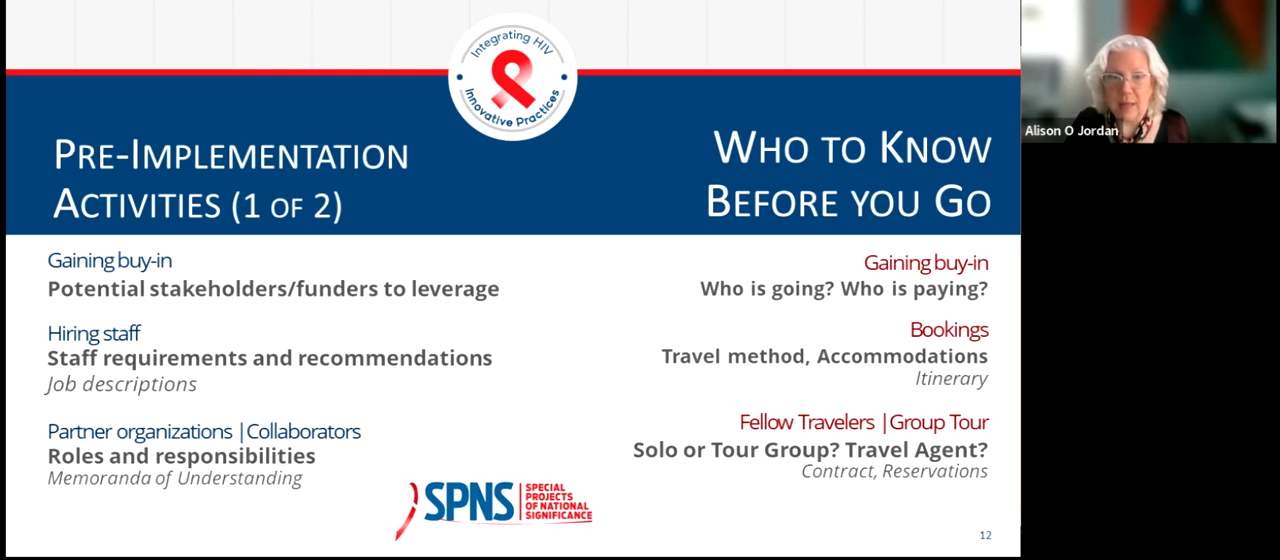 Integrating HIV
Innovative Practices
PRE-IMPLEMENTATION
ACTIVITIES (1 OF 2)
WHO TO KNOW
BEFORE YOU GO
Gaining buy-in
Potential stakeholders/funders to leverage
Hiring staff
Staff requirements and recommendations
Job descriptions
Partner organizations |Collaborators
Roles and responsibilities
Memoranda of Understanding
Gaining buy-in
Who is going? Who is paying?
Bookings
Travel method, Accommodations
Itinerary
Fellow Travelers |Group Tour
Solo or Tour Group? Travel Agent?
Contract, Reservations
SPNS
SPECIAL
PROJECTS
OF NATIONAL
SIGNIFICANCE
12
Alison O Jordan